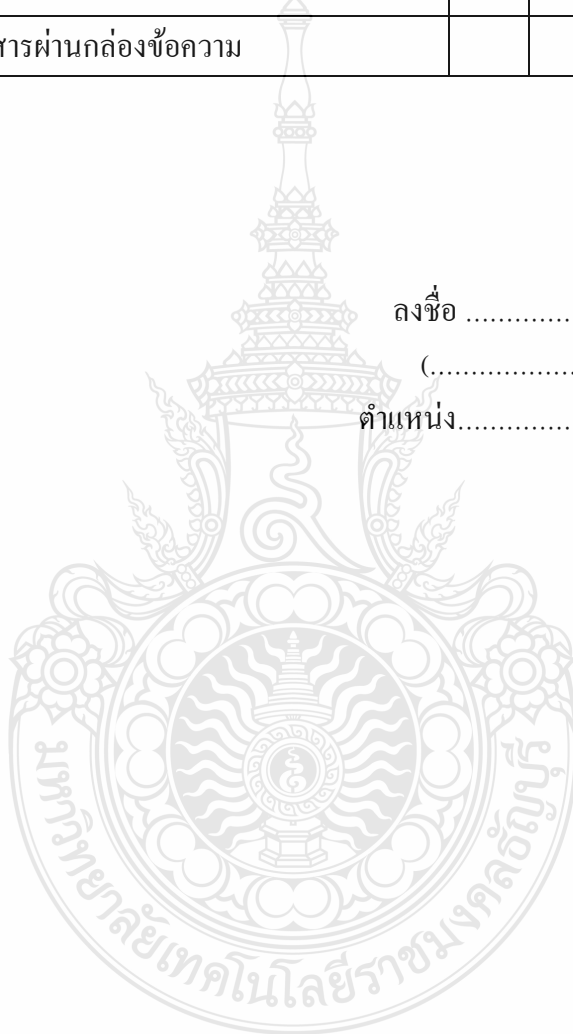 สารผ่านกล่องข้อความ
ลงชื่อ ..............
(..................
ตำแหน่ง..............
มหาวิทยาลัยเทคโนโลยีราชมงคลธัญบุรี